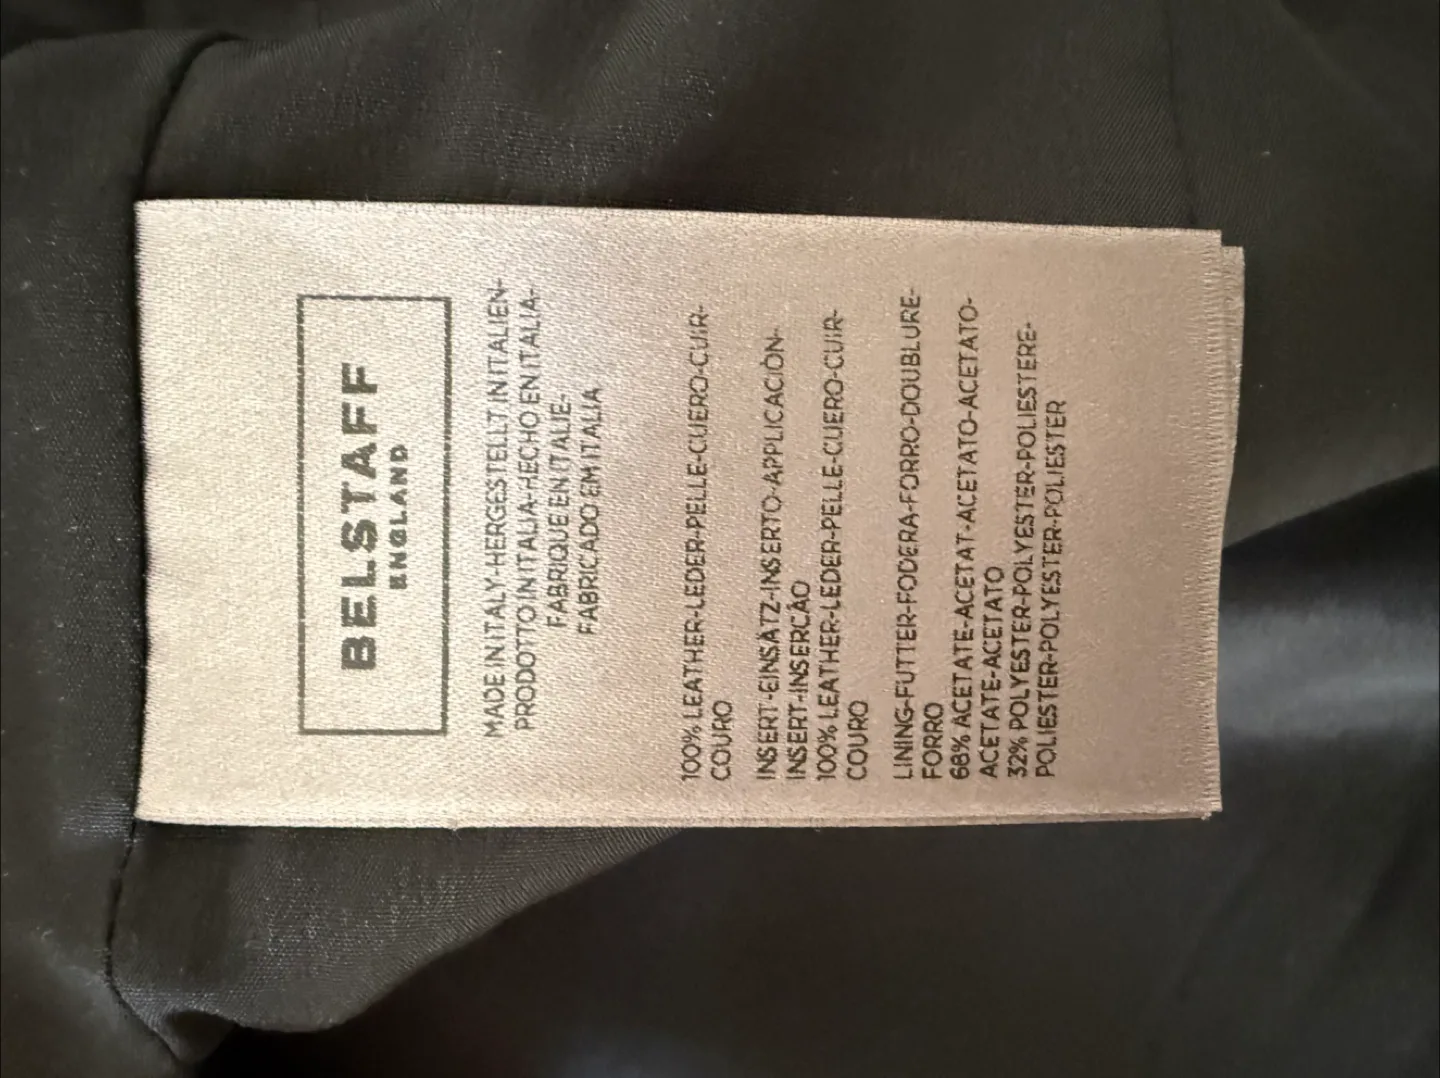 BELSTAFF
ENGLAND
MADE IN ITALY-HERGESTELLT IN ITALIEN-
PRODOTTO IN ITALIA-HECHO EN ITALIA-
FABRIQUE EN ITALIE-
FABRICADO EM ITALIA
100% LEATHER-LEDER-PELLE-CUERO-CUIR-
COURO
INSERT-EINSÄTZ-INSERTO-APPLICACIÓN-
INSERT-INSERÇÃO
100% LEATHER-LEDER-PELLE-CUERO-CUIR-
COURO
LINING-FUTTER-FODERA-FORRO-DOUBLURE-
FORRO
68% ACETATE-ACETAT-ACETATO-ACETATO-
ACETATE-ACETATO
32% POLYESTER-POLYESTER-POLIESTERE-
POLIESTER-POLYESTER-POLIESTER